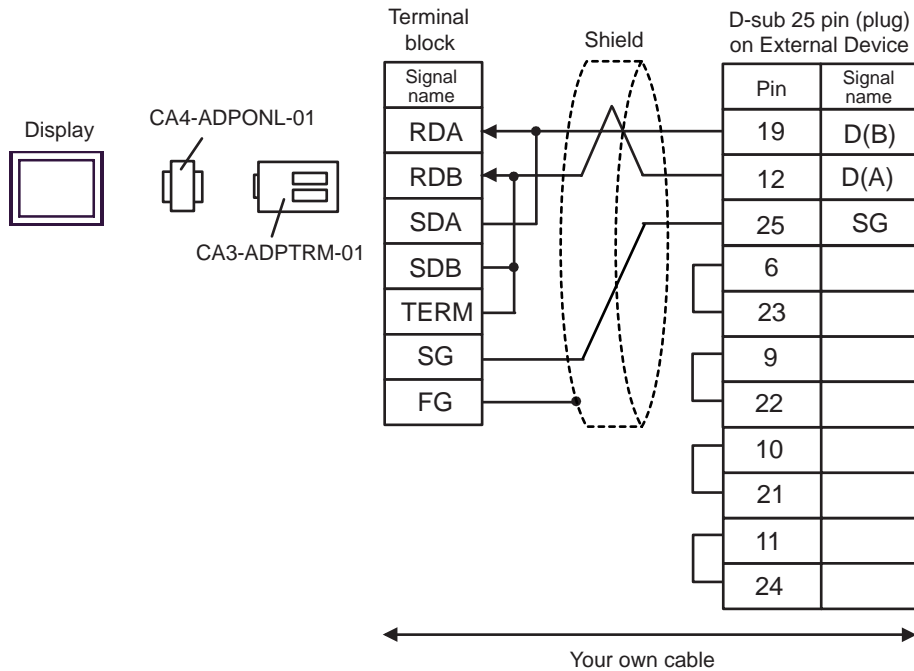 Display
CA4-ADPONL-01
CA3-ADPTRM-01
Terminal
block
Signal
name
RDA
RDB
SDA
SDB
TERM
SG
FG
Shield
D-sub 25 pin (plug)
on External Device
Pin Signal
name
19 D(B)
12 D(A)
25 SG
6
23
9
22
10
21
11
24
Your own cable